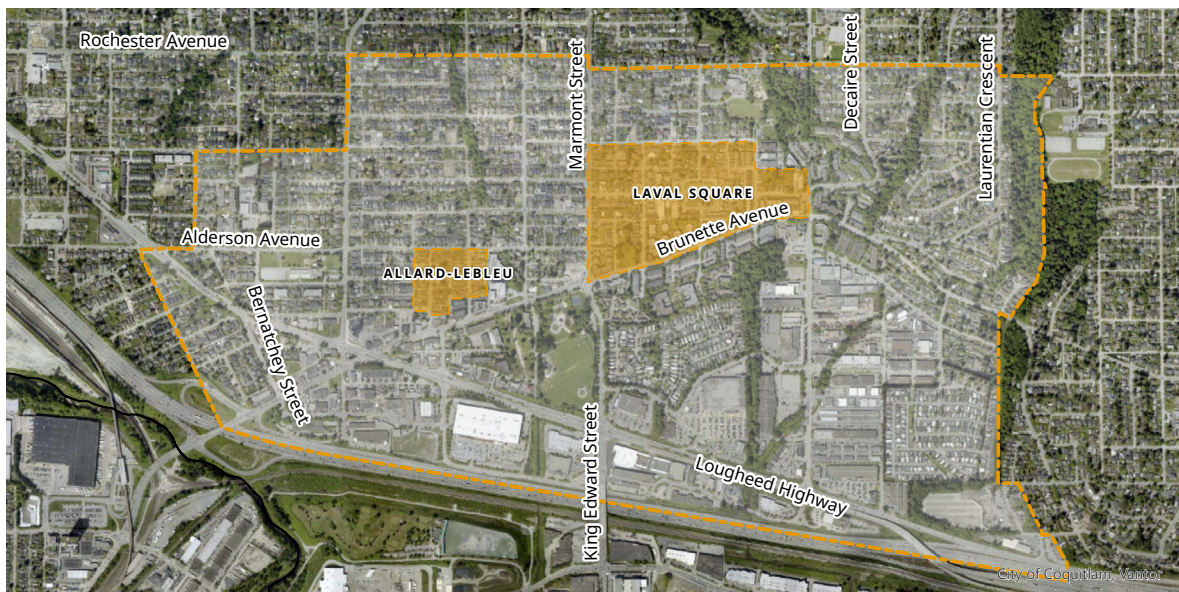 Rochester Avenue
Marmont Street
Decaire Street
Laurentian Crescent
LAVAL SQUARE
Brunette Avenue
Alderson Avenue
ALLARD-LEBLEU
Bernatchey Street
King Edward Street
Lougheed Highway
City of Coquitlam, Vantor